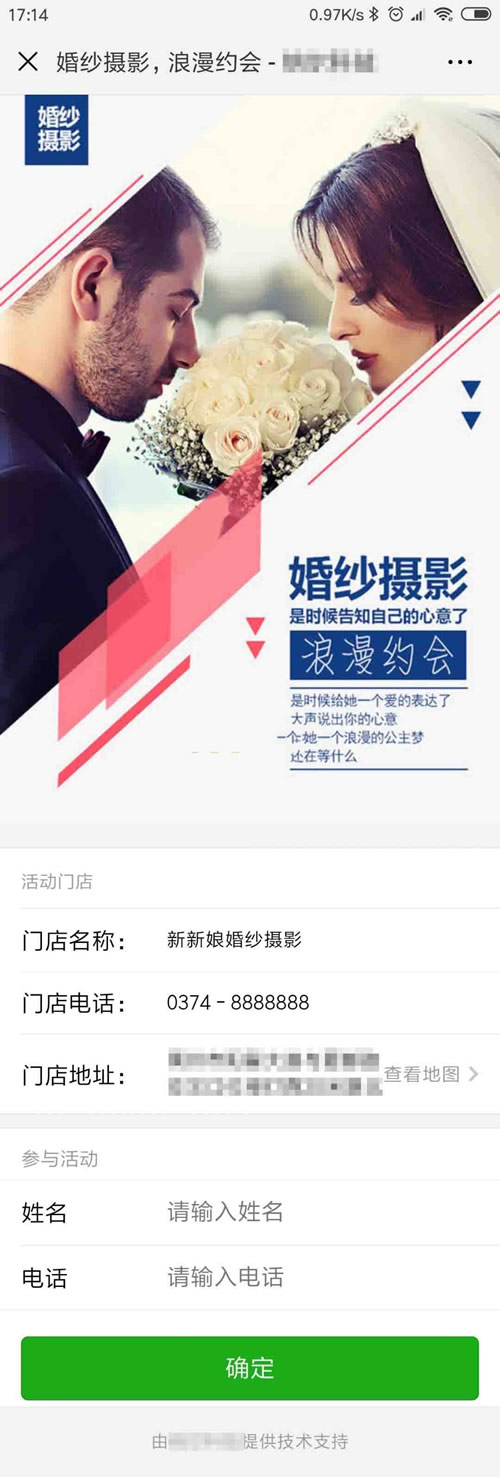 17:14
0.97K/s
婚纱摄影，浪漫约会 -
婚纱
摄影
婚纱摄影
是时候告知自己的心意了
浪漫约会
是时候给她一个爱的表达了
大声说出你的心意
一个她一个浪漫的公主梦
还在等什么
活动门店
门店名称： 新新娘婚纱摄影
门店电话： 0374 - 8888888
门店地址： 查看地图
参与活动
姓名 请输入姓名
电话 请输入电话
确定
由 提供技术支持